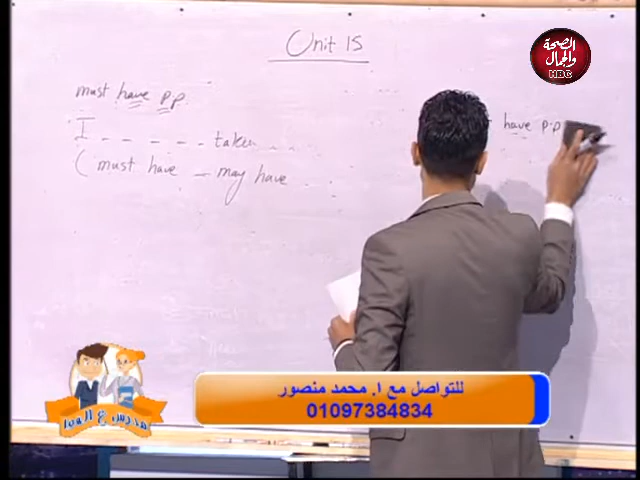 Unit 15
الصحة
والجمال
HBC
must have p.p
have p.p
I _ _ _ _ _ taken . .
( must have _ may have . . .
مدرس ع الهوا
للتواصل مع ا. محمد منصور
01097384834